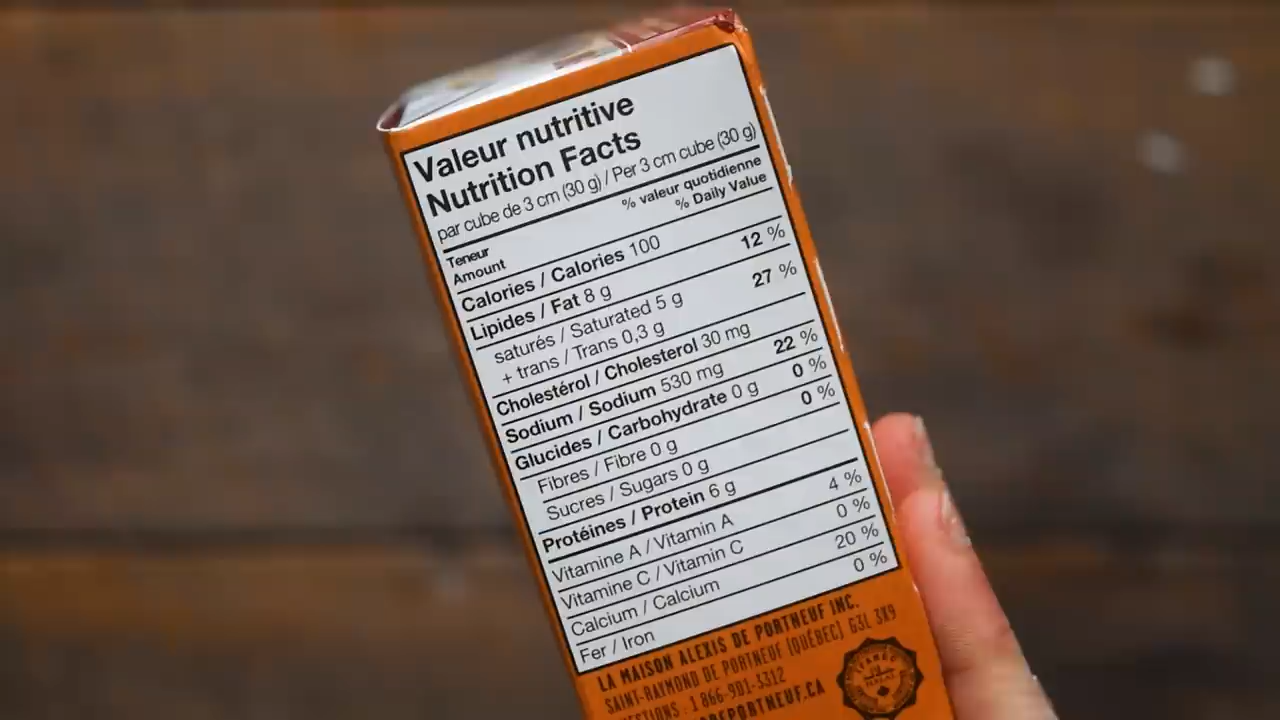 Valeur nutritive
Nutrition Facts
par cube de 3 cm (30 g) / Per 3 cm cube (30 g)
Teneur % valeur quotidienne
Amount % Daily Value
Calories / Calories 100
Lipides / Fat 8 g 12 %
saturés / Saturated 5 g 27 %
+ trans / Trans 0,3 g
Cholestérol / Cholesterol 30 mg
Sodium / Sodium 530 mg 22 %
Glucides / Carbohydrate 0 g 0 %
Fibres / Fibre 0 g 0 %
Sucres / Sugars 0 g
Protéines / Protein 6 g
Vitamine A / Vitamin A 4 %
Vitamine C / Vitamin C 0 %
Calcium / Calcium 20 %
Fer / Iron 0 %
LA MAISON ALEXIS DE PORTNEUF INC.
SAINT-RAYMOND DE PORTNEUF (QUÉBEC) G3L 3X9
1 866-901-3312